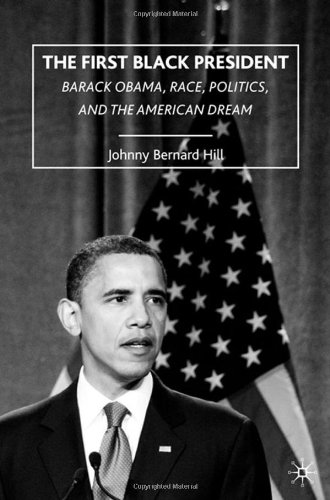 THE FIRST BLACK PRESIDENT
BARACK OBAMA, RACE, POLITICS,
AND THE AMERICAN DREAM
Johnny Bernard Hill